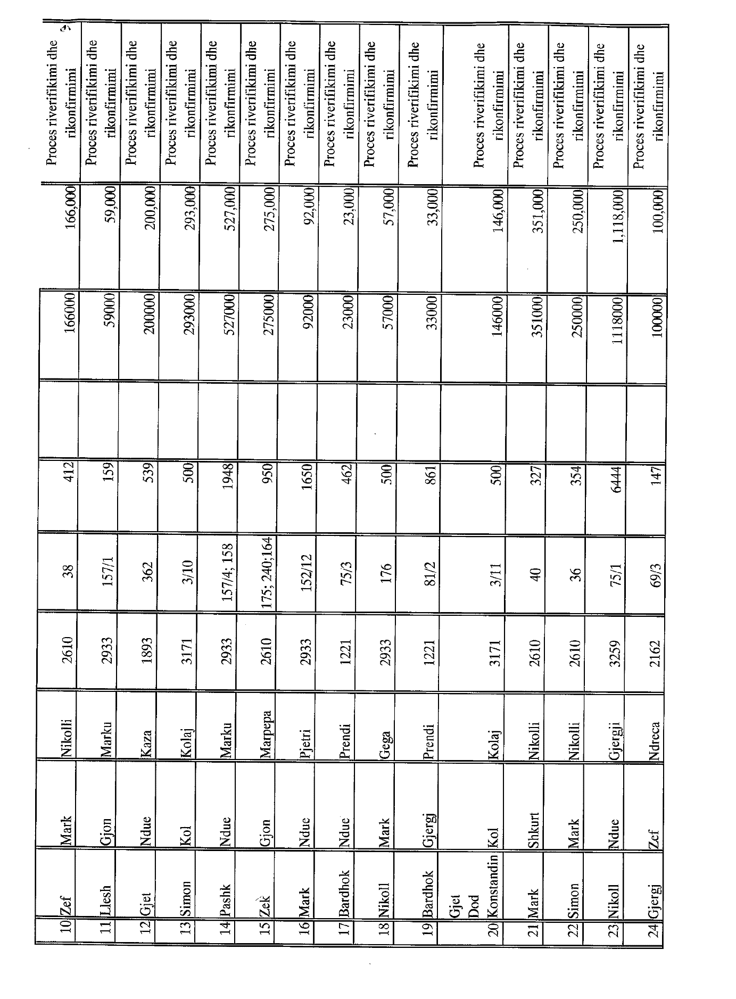 10 Zef Mark Nikolli 2610 38 412 166000 166,000 Proces riverifikimi dhe
rikonfirmimi
11 Llesh Gjon Marku 2933 157/1 159 59000 59,000 Proces riverifikimi dhe
rikonfirmimi
12 Gjet Ndue Kaza 1893 362 539 200000 200,000 Proces riverifikimi dhe
rikonfirmimi
13 Simon Kol Kolaj 3171 3/10 500 293000 293,000 Proces riverifikimi dhe
rikonfirmimi
14 Pashk Ndue Marku 2933 157/4; 158 1948 527000 527,000 Proces riverifikimi dhe
rikonfirmimi
15 Zek Gjon Marpepa 2610 175; 240;164 950 275000 275,000 Proces riverifikimi dhe
rikonfirmimi
16 Mark Ndue Pjetri 2933 152/12 1650 92000 92,000 Proces riverifikimi dhe
rikonfirmimi
17 Bardhok Ndue Prendi 1221 75/3 462 23000 23,000 Proces riverifikimi dhe
rikonfirmimi
18 Nikoll Mark Gega 2933 176 500 57000 57,000 Proces riverifikimi dhe
rikonfirmimi
19 Bardhok Gjergj Prendi 1221 81/2 861 33000 33,000 Proces riverifikimi dhe
rikonfirmimi
Gjet
Dod Proces riverifikimi dhe
20 Konstandin Kol Kolaj 3171 3/11 500 146000 146,000 rikonfirmimi
21 Mark Shkurt Nikolli 2610 40 327 351000 351,000 Proces riverifikimi dhe
rikonfirmimi
22 Simon Mark Nikolli 2610 36 354 250000 250,000 Proces riverifikimi dhe
rikonfirmimi
23 Nikoll Ndue Gjergji 3259 75/1 6444 1118000 1,118,000 Proces riverifikimi dhe
rikonfirmimi
24 Gjergj Zef Ndreca 2162 69/3 147 100000 100,000 Proces riverifikimi dhe
rikonfirmimi